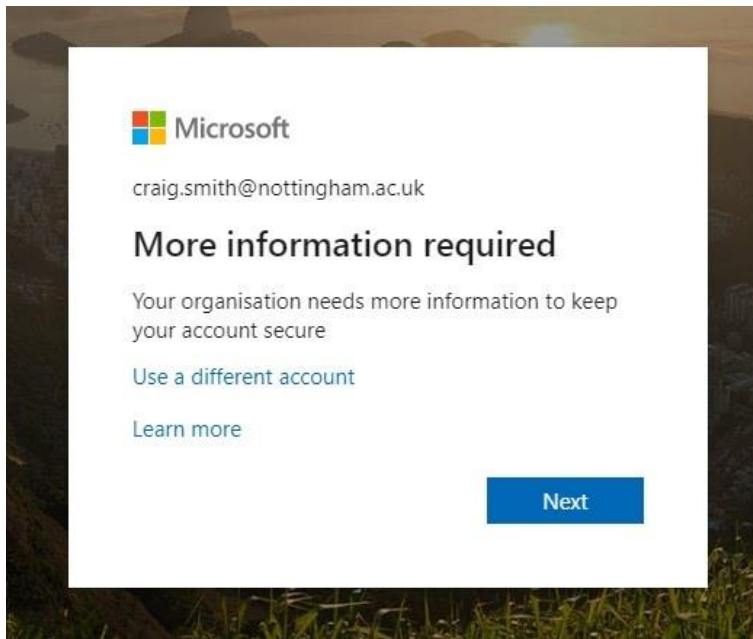 Microsoft
craig.smith@nottingham.ac.uk
More information required
Your organisation needs more information to keep
your account secure
Use a different account
Learn more
Next